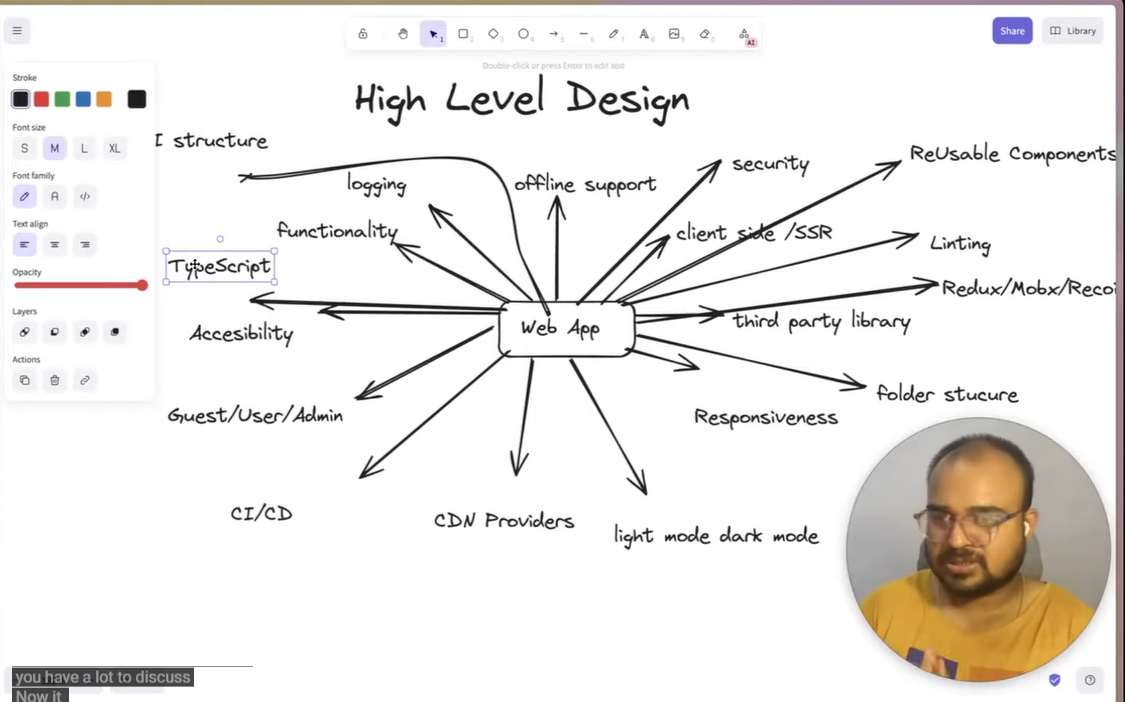 Share
Library
Double-click or press Enter to edit text
High Level Design
Stroke
Font size
S M L XL
Font family
A </>
Text align
Opacity
Layers
Actions
I structure
logging
offline support
security
ReUsable Components
functionality
client side /SSR
Linting
TypeScript
Redux/Mobx/Recoi
Web App
third party library
Accesibility
folder stucure
Guest/User/Admin
Responsiveness
CI/CD
CDN Providers
light mode dark mode
you have a lot to discuss
Now it